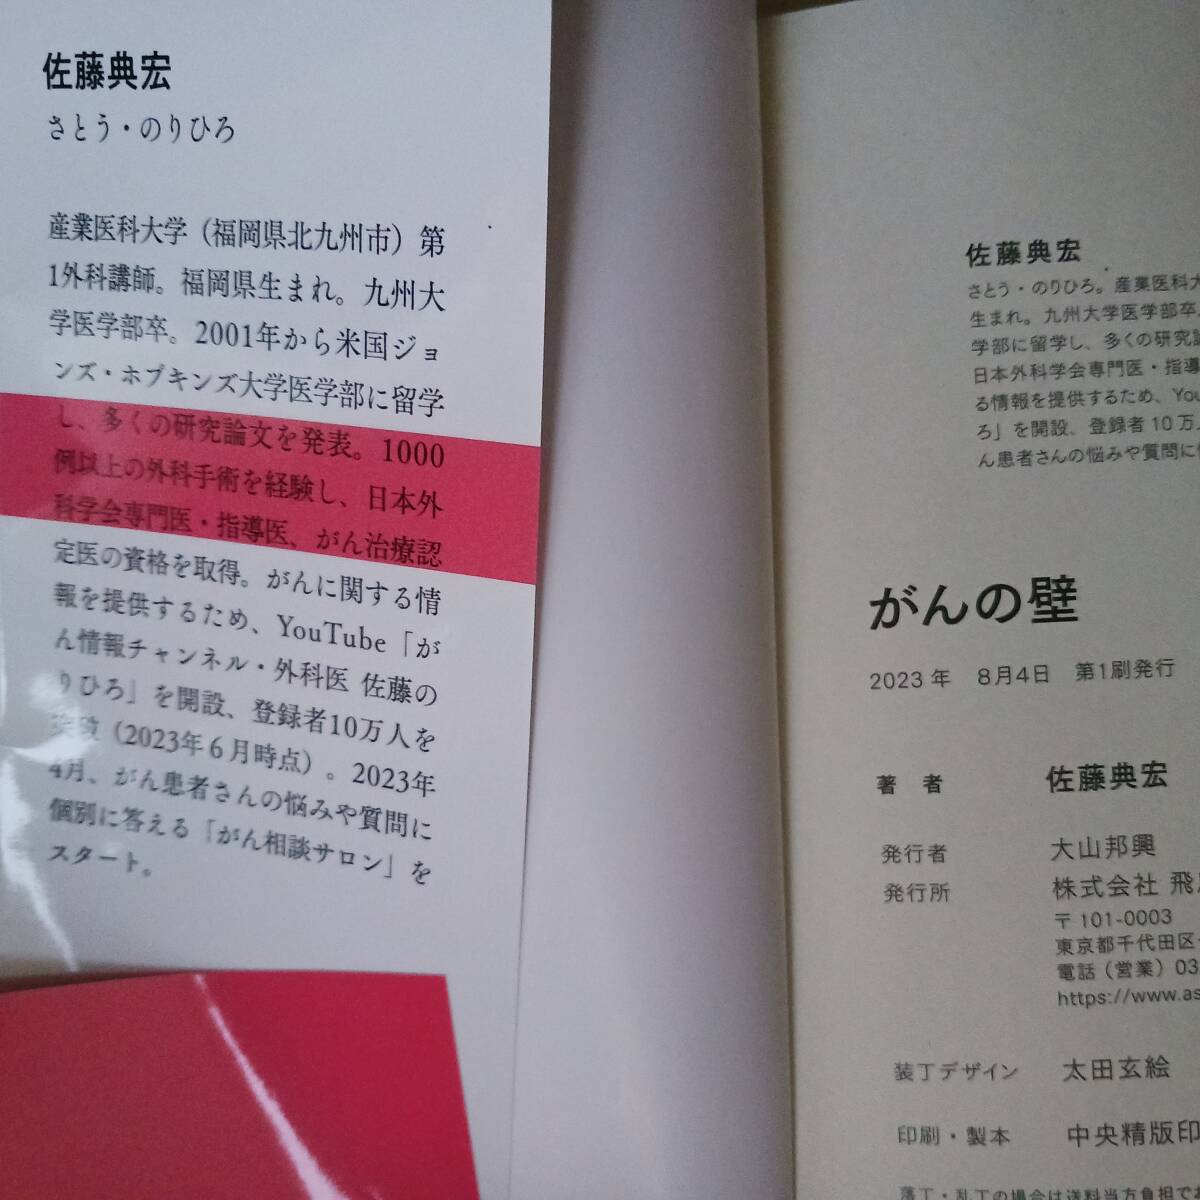 佐藤典宏
さとう・のりひろ
産業医科大学（福岡県北九州市）第
1外科講師。福岡県生まれ。九州大
学医学部卒。2001年から米国ジョ
ンズ・ホプキンズ大学医学部に留学
し、多くの研究論文を発表。1000
例以上の外科手術を経験し、日本外
科学会専門医・指導医、がん治療認
定医の資格を取得。がんに関する情
報を提供するため、YouTube「が
ん情報チャンネル・外科医 佐藤の
りひろ」を開設、登録者10万人を
突破（2023年６月時点）。2023年
4月、がん患者さんの悩みや質問に
個別に答える「がん相談サロン」を
スタート。
佐藤典宏
さとう・のりひろ。産業医科大
生まれ。九州大学医学部卒。
学部に留学し、多くの研究論
日本外科学会専門医・指導
る情報を提供するため、You
ろ」を開設、登録者10万人
ん患者さんの悩みや質問に
がんの壁
2023年 8月4日 第1刷発行
著 者 佐藤典宏
発行者 大山邦興
発行所 株式会社 飛
〒101-0003
東京都千代田区
電話（営業）03
https://www.as
装丁デザイン 太田玄絵
印刷・製本 中央精版印
落丁・乱丁の場合は送料当方負担で